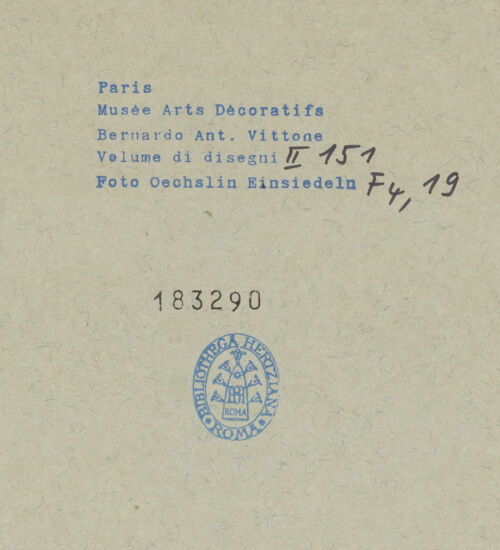 Paris
Musée Arts Décoratifs
Bernardo Ant. Vittone
Volume di disegni II 151
Foto Oechslin Einsiedeln F4, 19
183290
BIBLIOTHECA HERTZIANA
ROMA
ROMA